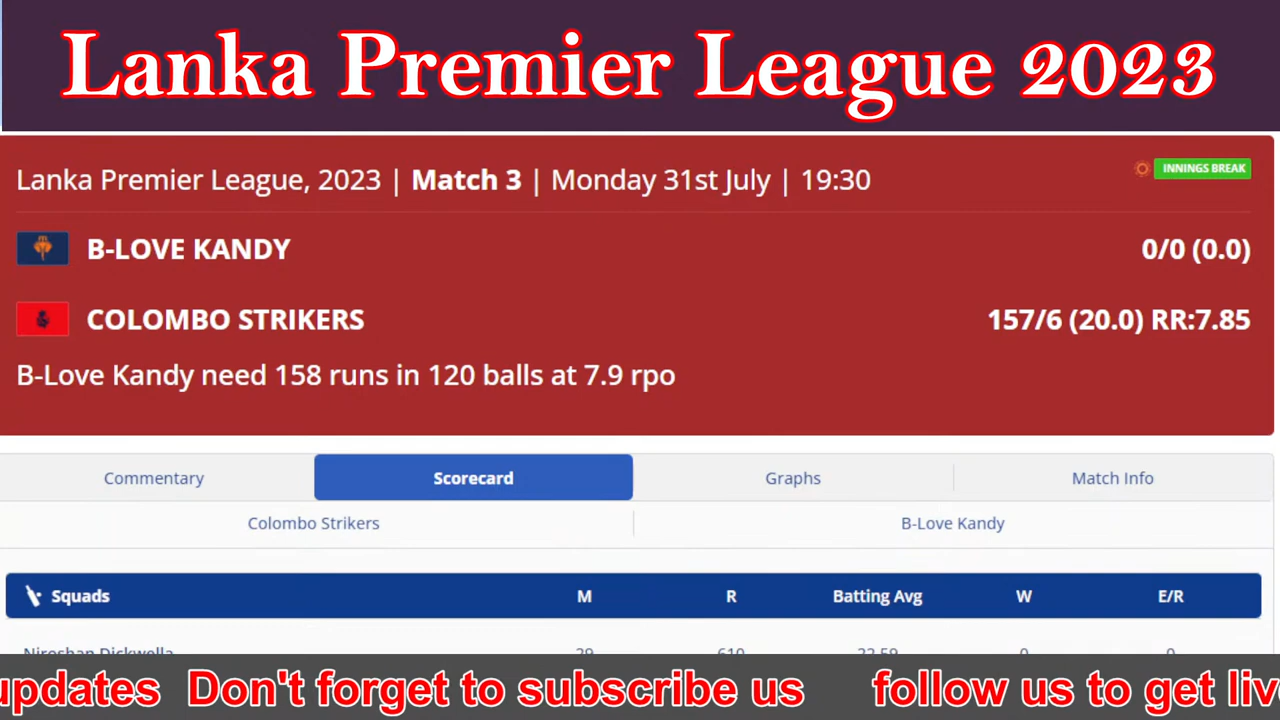 Lanka Premier League 2023
Lanka Premier League, 2023 | Match 3 | Monday 31st July | 19:30
INNINGS BREAK
B-LOVE KANDY 0/0 (0.0)
COLOMBO STRIKERS 157/6 (20.0) RR:7.85
B-Love Kandy need 158 runs in 120 balls at 7.9 rpo
Commentary Scorecard Graphs Match Info
Colombo Strikers B-Love Kandy
Squads M R Batting Avg W E/R
Niroshan Dickwella
updates Don't forget to subscribe us follow us to get live